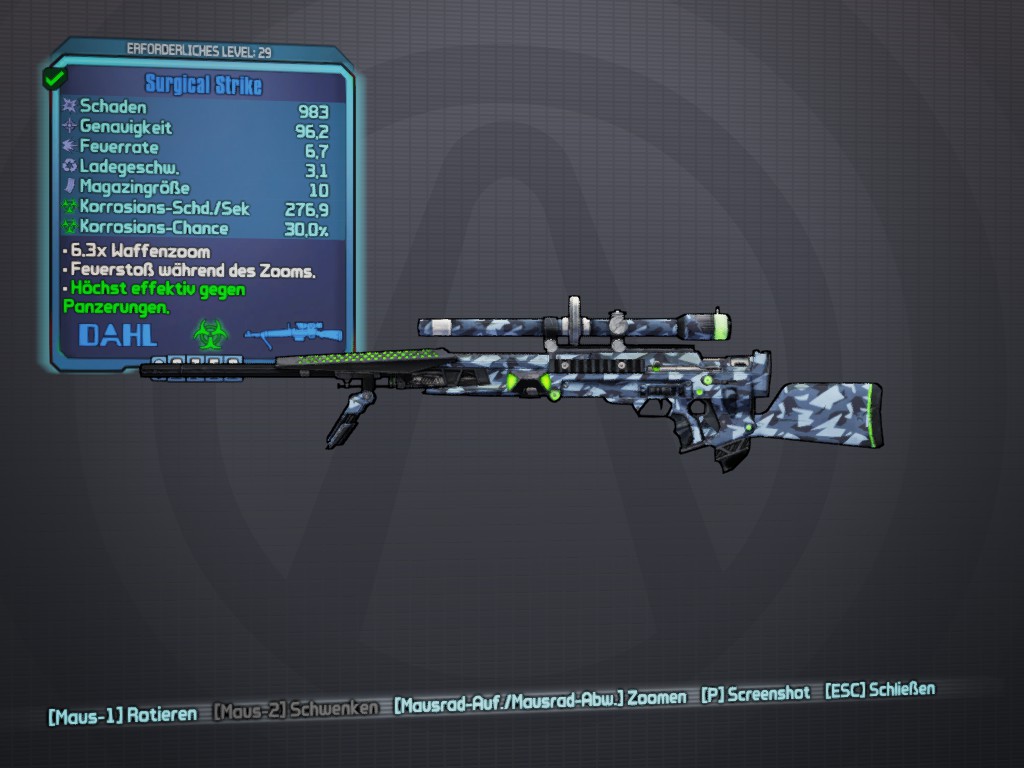 ERFORDERLICHES LEVEL: 29
Surgical Strike
Schaden 983
Genauigkeit 96,2
Feuerrate 6,7
Ladegeschw. 3,1
Magazingröße 10
Korrosions-Schd./Sek 276,9
Korrosions-Chance 30,0%
• 6.3x Waffenzoom
• Feuerstoß während des Zooms.
• Höchst effektiv gegen
Panzerungen.
DAHL
[Maus-1] Rotieren [Maus-2] Schwenken [Mausrad-Auf./Mausrad-Abw.] Zoomen [P] Screenshot [ESC] Schließen